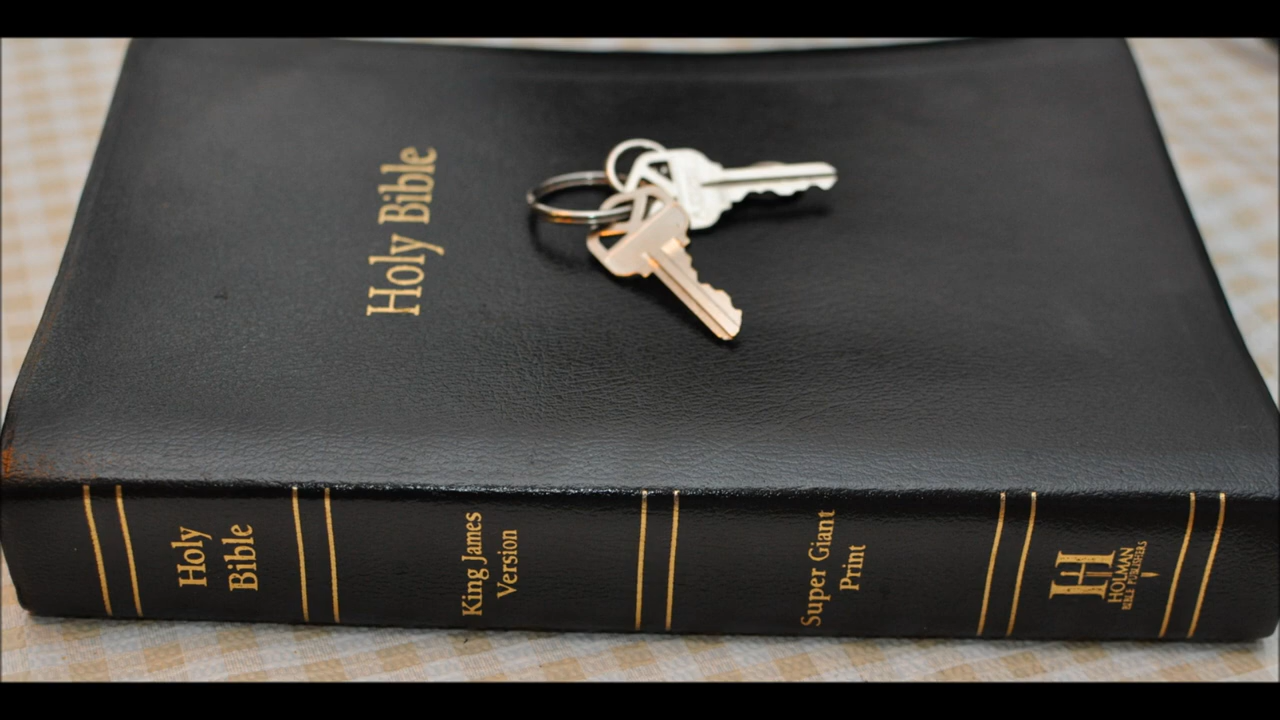 Holy Bible
Holy
Bible
King James
Version
Super Giant
Print
H
HOLMAN
BIBLE PUBLISHERS